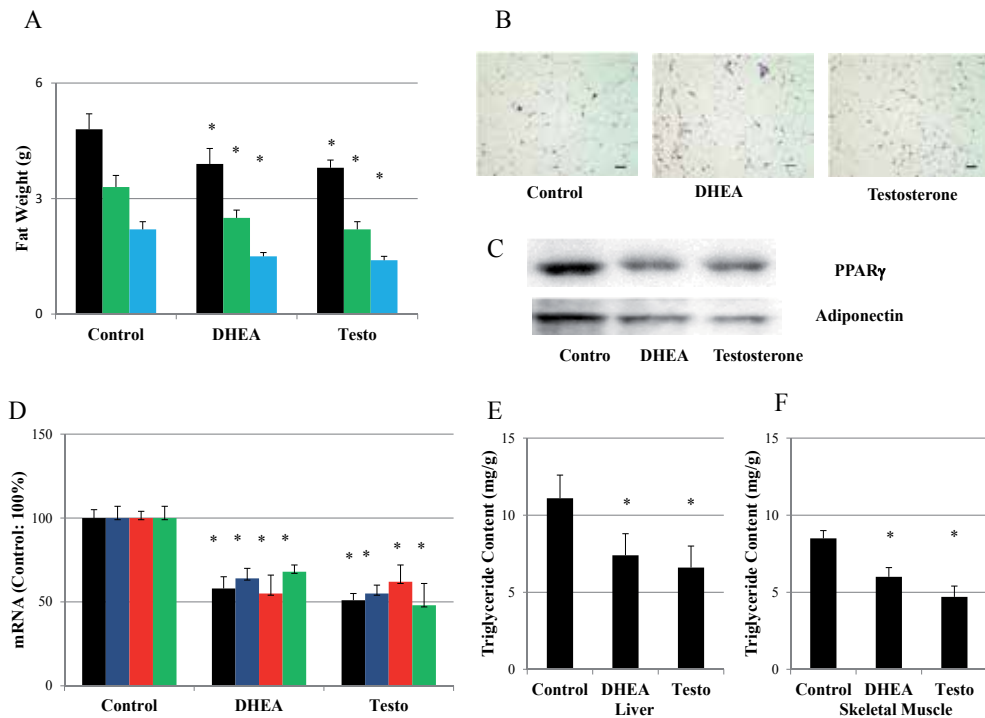 A
Fat Weight (g)
6
3
0
* * *
* * *
Control DHEA Testo
B
Control DHEA Testosterone
C
PPARγ
Adiponectin
Contro DHEA Testosterone
D
mRNA (Control: 100%)
150
100
50
0
* * * *
* * * *
Control DHEA Testo
E
Triglyceride Content (mg/g)
15
10
5
0
* *
Control DHEA Testo
Liver
F
Triglyceride Content (mg/g)
15
10
5
0
* *
Control DHEA Testo
Skeletal Muscle